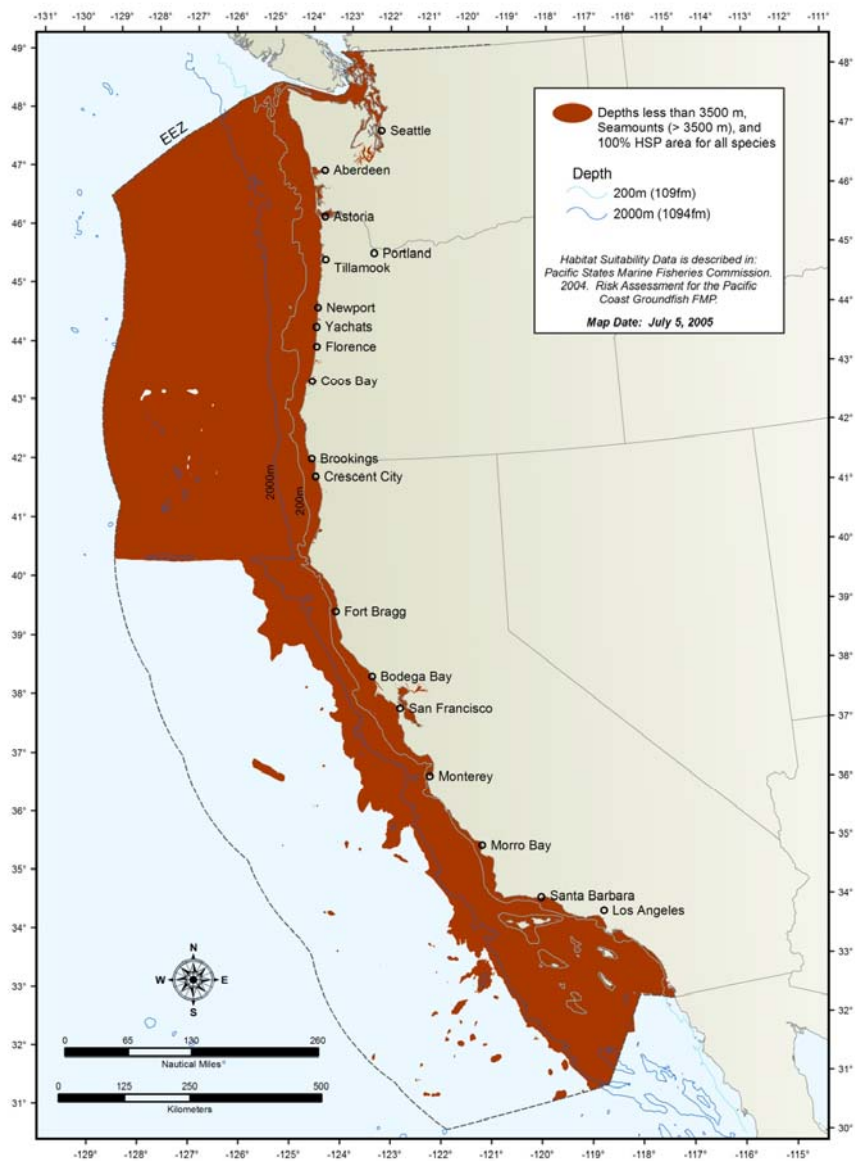 -131° -130° -129° -128° -127° -126° -125° -124° -123° -122° -121° -120° -119° -118° -117° -116° -115° -114° -113° -112° -111°
49°
48°
47°
46°
45°
44°
43°
42°
41°
40°
39°
38°
37°
36°
35°
34°
33°
32°
31°
EEZ
Seattle
Aberdeen
Astoria
Portland
Tillamook
Newport
Yachats
Florence
Coos Bay
Brookings
Crescent City
2000m
200m
Fort Bragg
Bodega Bay
San Francisco
Monterey
Morro Bay
Santa Barbara
Los Angeles
Depths less than 3500 m,
Seamounts (> 3500 m), and
100% HSP area for all species
Depth
200m (109fm)
2000m (1094fm)
Habitat Suitability Data is described in:
Pacific States Marine Fisheries Commission.
2004. Risk Assessment for the Pacific
Coast Groundfish FMP.
Map Date: July 5, 2005
N
W E
S
0 65 130 260
Nautical Miles
0 125 250 500
Kilometers
48°
47°
46°
45°
44°
43°
42°
41°
40°
39°
38°
37°
36°
35°
34°
33°
32°
31°
30°
-129° -128° -127° -126° -125° -124° -123° -122° -121° -120° -119° -118° -117° -116° -115°